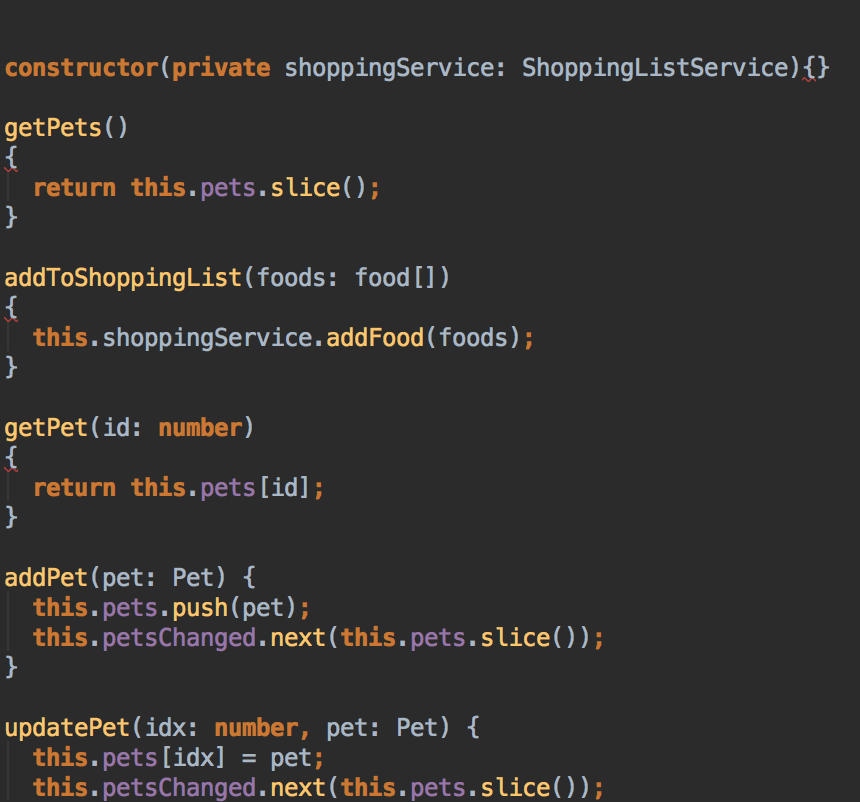 constructor(private shoppingService: ShoppingListService){}
getPets()
{
return this.pets.slice();
}
addToShoppingList(foods: food[])
{
this.shoppingService.addFood(foods);
}
getPet(id: number)
{
return this.pets[id];
}
addPet(pet: Pet) {
this.pets.push(pet);
this.petsChanged.next(this.pets.slice());
}
updatePet(idx: number, pet: Pet) {
this.pets[idx] = pet;
this.petsChanged.next(this.pets.slice());